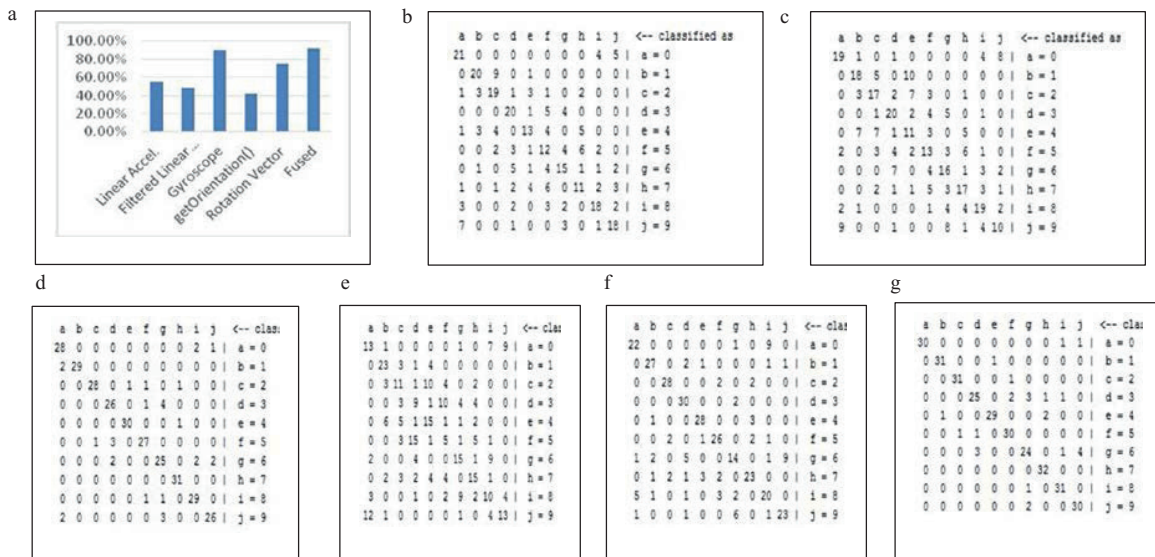 a
100.00%
80.00%
60.00%
40.00%
20.00%
0.00%
Linear Accel.
Filtered Linear ...
Gyroscope
getOrientation()
Rotation Vector
Fused
b
a b c d e f g h i j <-- classified as
21 0 0 0 0 0 0 0 4 5 | a = 0
0 20 9 0 1 0 0 0 0 0 | b = 1
1 3 19 1 3 1 0 2 0 0 | c = 2
0 0 0 20 1 5 4 0 0 0 | d = 3
1 3 4 0 13 4 0 5 0 0 | e = 4
0 0 2 3 1 12 4 6 2 0 | f = 5
0 1 0 5 1 4 15 1 1 2 | g = 6
1 0 1 2 4 6 0 11 2 3 | h = 7
3 0 0 2 0 3 2 0 18 2 | i = 8
7 0 0 1 0 0 3 0 1 18 | j = 9
c
a b c d e f g h i j <-- classified as
19 1 0 1 0 0 0 0 4 8 | a = 0
0 18 5 0 10 0 0 0 0 0 | b = 1
0 3 17 2 7 3 0 1 0 0 | c = 2
0 0 1 20 2 4 5 0 1 0 | d = 3
0 7 7 1 11 3 0 5 0 0 | e = 4
2 0 3 4 2 13 3 6 1 0 | f = 5
0 0 0 7 0 4 16 1 3 2 | g = 6
0 0 2 1 1 5 3 17 3 1 | h = 7
2 1 0 0 0 1 4 4 19 2 | i = 8
9 0 0 1 0 0 8 1 4 10 | j = 9
d
a b c d e f g h i j <-- clas
28 0 0 0 0 0 0 0 2 1 | a = 0
2 29 0 0 0 0 0 0 0 0 | b = 1
0 0 28 0 1 1 0 1 0 0 | c = 2
0 0 0 26 0 1 4 0 0 0 | d = 3
0 0 0 0 30 0 0 1 0 0 | e = 4
0 0 1 3 0 27 0 0 0 0 | f = 5
0 0 0 2 0 0 25 0 2 2 | g = 6
0 0 0 0 0 0 0 31 0 0 | h = 7
0 0 0 0 0 1 1 0 29 0 | i = 8
2 0 0 0 0 0 3 0 0 26 | j = 9
e
a b c d e f g h i j <-- cla
13 1 0 0 0 0 1 0 7 9 | a = 0
0 23 3 1 4 0 0 0 0 0 | b = 1
0 3 11 1 10 4 0 2 0 0 | c = 2
0 0 3 9 1 10 4 4 0 0 | d = 3
0 6 5 1 15 1 1 2 0 0 | e = 4
0 0 3 15 1 5 1 5 1 0 | f = 5
2 0 0 4 0 0 15 1 9 0 | g = 6
0 2 3 2 4 4 0 15 1 0 | h = 7
3 0 0 1 0 2 9 2 10 4 | i = 8
12 1 0 0 0 0 1 0 4 13 | j = 9
f
a b c d e f g h i j <-- cla
22 0 0 0 0 0 1 0 9 0 | a = 0
0 27 0 2 1 0 0 0 1 1 | b = 1
0 0 28 0 0 2 0 2 0 0 | c = 2
0 0 0 30 0 0 2 0 0 0 | d = 3
0 1 0 0 28 0 0 3 0 0 | e = 4
0 0 2 0 1 26 0 2 1 0 | f = 5
1 2 0 5 0 0 14 0 1 9 | g = 6
0 1 2 1 3 2 0 23 0 0 | h = 7
5 1 0 1 0 3 2 0 20 0 | i = 8
1 0 0 1 0 0 6 0 1 23 | j = 9
g
a b c d e f g h i j <-- cla
30 0 0 0 0 0 0 0 1 1 | a = 0
0 31 0 0 1 0 0 0 0 0 | b = 1
0 0 31 0 0 1 0 0 0 0 | c = 2
0 0 0 25 0 2 3 1 1 0 | d = 3
0 1 0 0 29 0 0 2 0 0 | e = 4
0 0 1 1 0 30 0 0 0 0 | f = 5
0 0 0 3 0 0 24 0 1 4 | g = 6
0 0 0 0 0 0 0 32 0 0 | h = 7
0 0 0 0 0 0 1 0 31 0 | i = 8
0 0 0 0 0 0 2 0 0 30 | j = 9